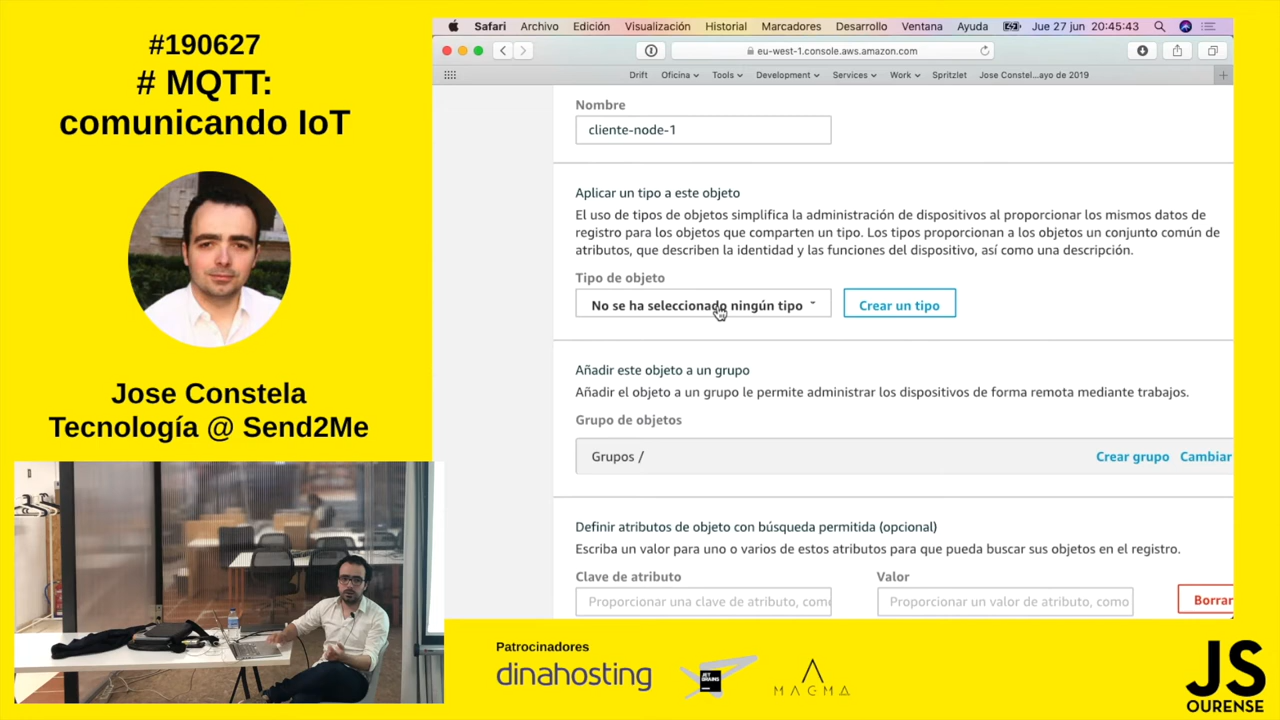 #190627
# MQTT:
comunicando IoT
Jose Constela
Tecnología @ Send2Me
Safari Archivo Edición Visualización Historial Marcadores Desarrollo Ventana Ayuda Jue 27 jun 20:45:43
eu-west-1.console.aws.amazon.com
Drift Oficina Tools Development Services Work Spritzlet Jose Constel...ayo de 2019
Nombre
cliente-node-1
Aplicar un tipo a este objeto
El uso de tipos de objetos simplifica la administración de dispositivos al proporcionar los mismos datos de
registro para los objetos que comparten un tipo. Los tipos proporcionan a los objetos un conjunto común de
atributos, que describen la identidad y las funciones del dispositivo, así como una descripción.
Tipo de objeto
No se ha seleccionado ningún tipo Crear un tipo
Añadir este objeto a un grupo
Añadir el objeto a un grupo le permite administrar los dispositivos de forma remota mediante trabajos.
Grupo de objetos
Grupos / Crear grupo Cambiar
Definir atributos de objeto con búsqueda permitida (opcional)
Escriba un valor para uno o varios de estos atributos para que pueda buscar sus objetos en el registro.
Clave de atributo Valor
Proporcionar una clave de atributo, como Proporcionar un valor de atributo, como Borrar
Patrocinadores
dinahosting
JET
BRAINS
MAGMA
JS
OURENSE